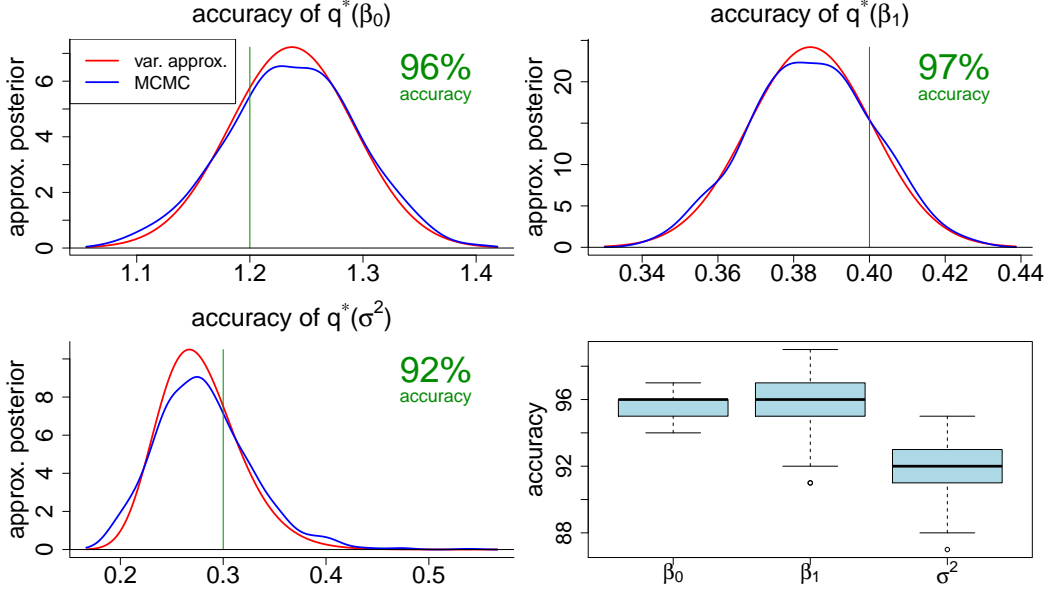 accuracy of q*(β₀)
var. approx.
MCMC
96%
accuracy
approx. posterior
0 2 4 6
1.1 1.2 1.3 1.4
accuracy of q*(β₁)
97%
accuracy
approx. posterior
0 5 10 20
0.34 0.36 0.38 0.40 0.42 0.44
accuracy of q*(σ²)
92%
accuracy
approx. posterior
0 2 4 6 8
0.2 0.3 0.4 0.5
accuracy
88 92 96
β₀ β₁ σ²